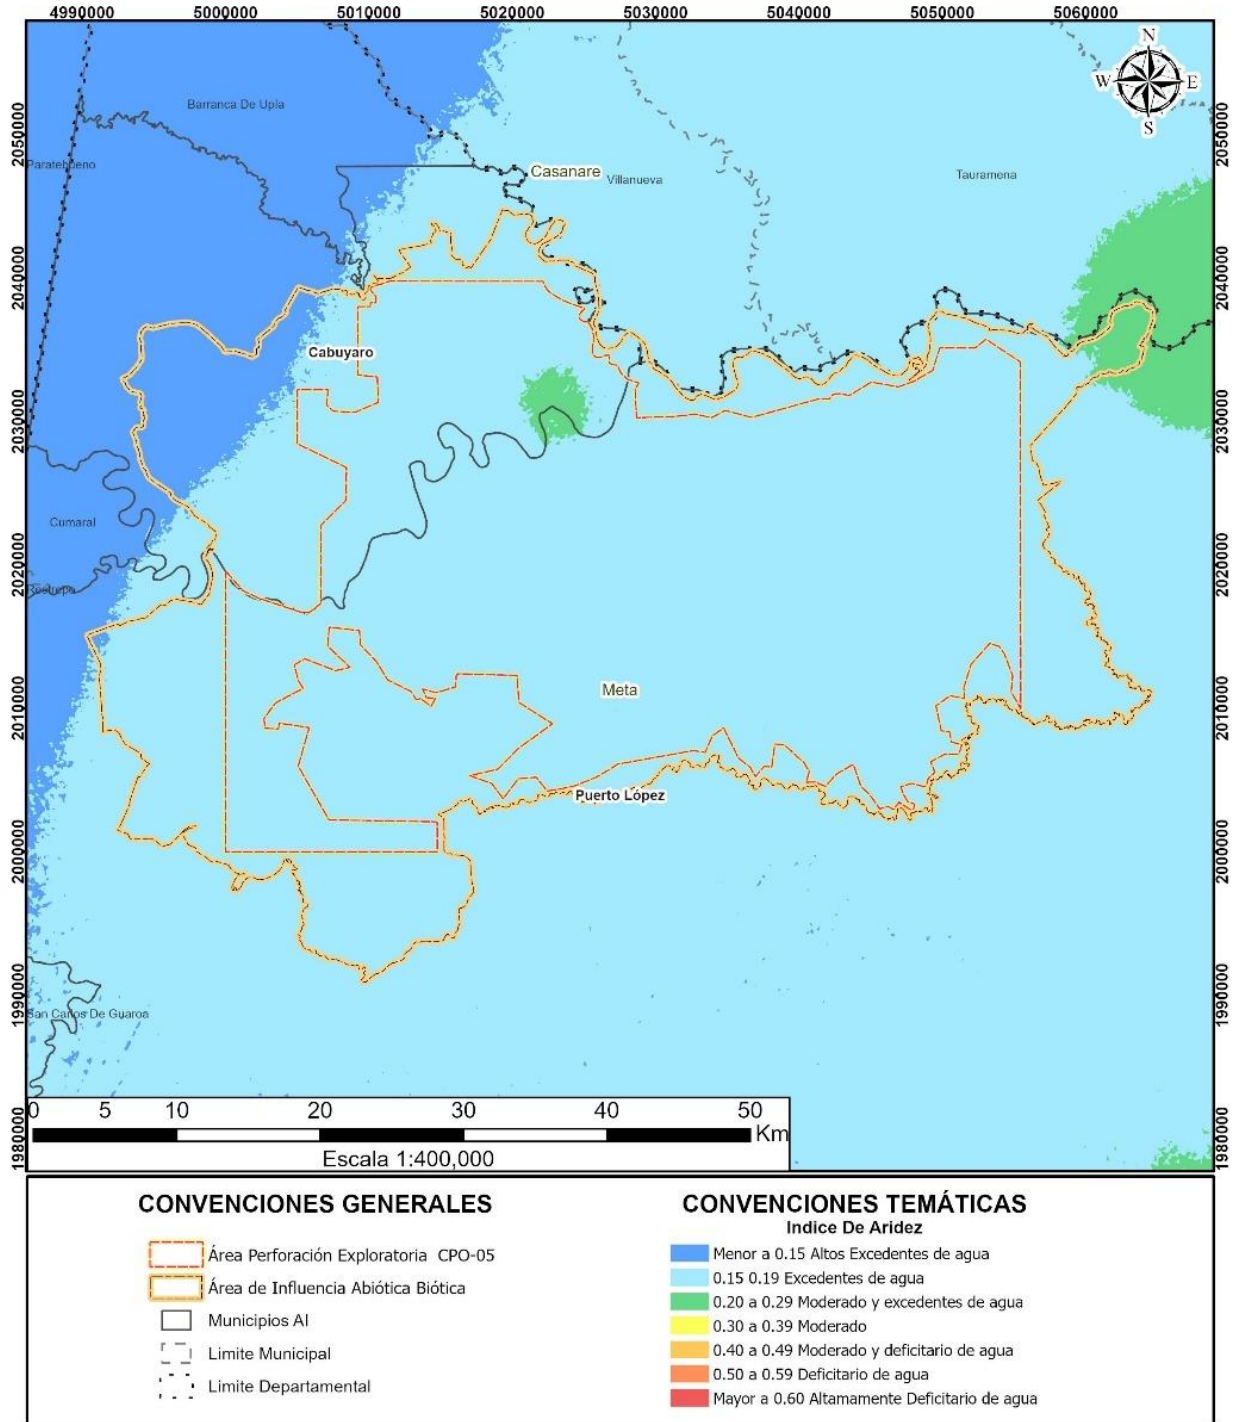 4990000 5000000 5010000 5020000 5030000 5040000 5050000 5060000
N
W E
S
2050000 2050000
Barranca De Upia
Paratebueno
Casanare
Villanueva
Tauramena
2040000 2040000
Cabuyaro
2030000 2030000
Cumaral
2020000 2020000
Restrepo
Meta
2010000 2010000
Puerto López
2000000 2000000
1990000 1990000
San Carlos De Guaroa
1980000 1980000
0 5 10 20 30 40 50
Km
Escala 1:400,000
CONVENCIONES GENERALES
Área Perforación Exploratoria CPO-05
Área de Influencia Abiótica Biótica
Municipios AI
Limite Municipal
Limite Departamental
CONVENCIONES TEMÁTICAS
Indice De Aridez
Menor a 0.15 Altos Excedentes de agua
0.15 0.19 Excedentes de agua
0.20 a 0.29 Moderado y excedentes de agua
0.30 a 0.39 Moderado
0.40 a 0.49 Moderado y deficitario de agua
0.50 a 0.59 Deficitario de agua
Mayor a 0.60 Altamamente Deficitario de agua